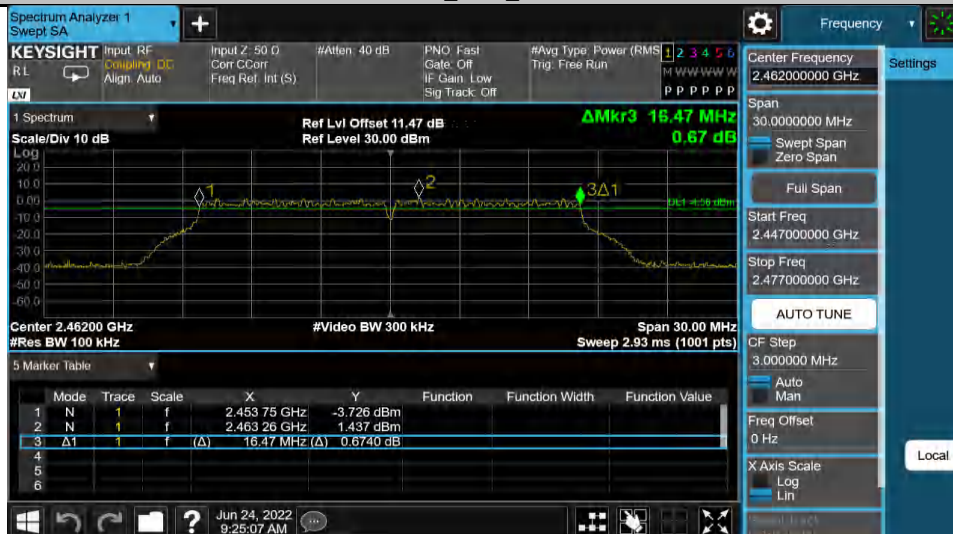 Spectrum Analyzer 1
Swept SA
+
Frequency
KEYSIGHT
RL
LXI
Input: RF
Coupling: DC
Align: Auto
Input Z: 50 Ω
Corr CCorr
Freq Ref: Int (S)
#Atten: 40 dB
PNO: Fast
Gate: Off
IF Gain: Low
Sig Track: Off
#Avg Type: Power (RMS
Trig: Free Run
1 2 3 4 5 6
M W W W W W
P P P P P P
Center Frequency
2.462000000 GHz
Settings
Span
30.0000000 MHz
Swept Span
Zero Span
Full Span
Start Freq
2.447000000 GHz
Stop Freq
2.477000000 GHz
AUTO TUNE
CF Step
3.000000 MHz
Auto
Man
Freq Offset
0 Hz
X Axis Scale
Log
Lin
Local
1 Spectrum
Scale/Div 10 dB
Ref Lvl Offset 11.47 dB
Ref Level 30.00 dBm
ΔMkr3 16.47 MHz
0.67 dB
Log
20.0
10.0
0.00
-10.0
-20.0
-30.0
-40.0
-50.0
-60.0
1
2
3Δ1
DL1 -4.56 dBm
Center 2.46200 GHz
#Video BW 300 kHz
Span 30.00 MHz
#Res BW 100 kHz
Sweep 2.93 ms (1001 pts)
5 Marker Table
Mode Trace Scale X Y Function Function Width Function Value
1 N 1 f 2.453 75 GHz -3.726 dBm
2 N 1 f 2.463 26 GHz 1.437 dBm
3 Δ1 1 f (Δ) 16.47 MHz (Δ) 0.6740 dB
4
5
6
?
Jun 24, 2022
9:25:07 AM